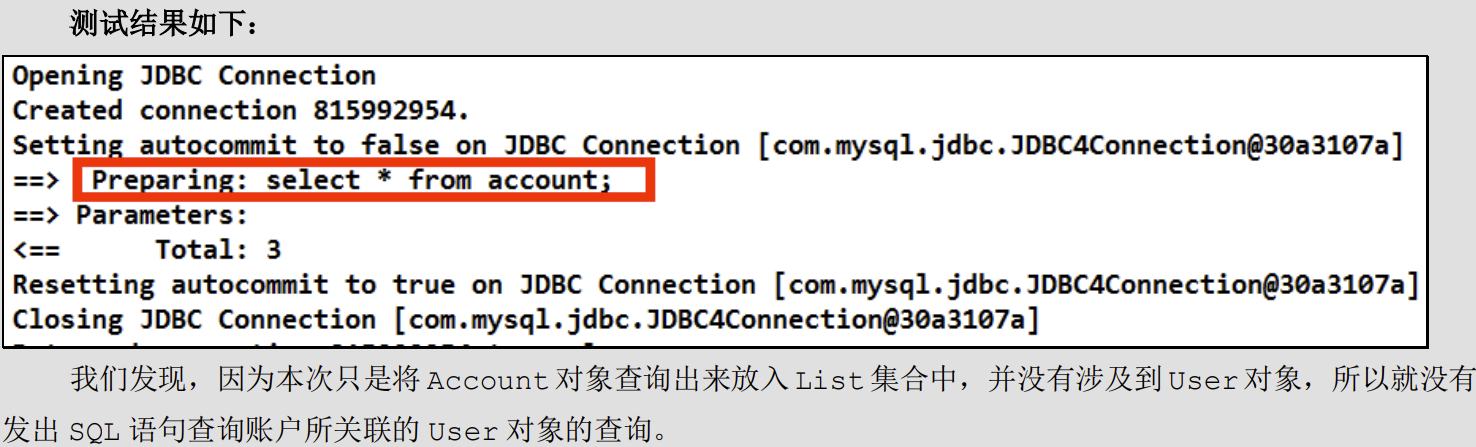 测试结果如下：
Opening JDBC Connection
Created connection 815992954.
Setting autocommit to false on JDBC Connection [com.mysql.jdbc.JDBC4Connection@30a3107a]
==> Preparing: select * from account;
==> Parameters:
<== Total: 3
Resetting autocommit to true on JDBC Connection [com.mysql.jdbc.JDBC4Connection@30a3107a]
Closing JDBC Connection [com.mysql.jdbc.JDBC4Connection@30a3107a]
我们发现，因为本次只是将 Account 对象查询出来放入 List 集合中，并没有涉及到 User 对象，所以就没有
发出 SQL 语句查询账户所关联的 User 对象的查询。